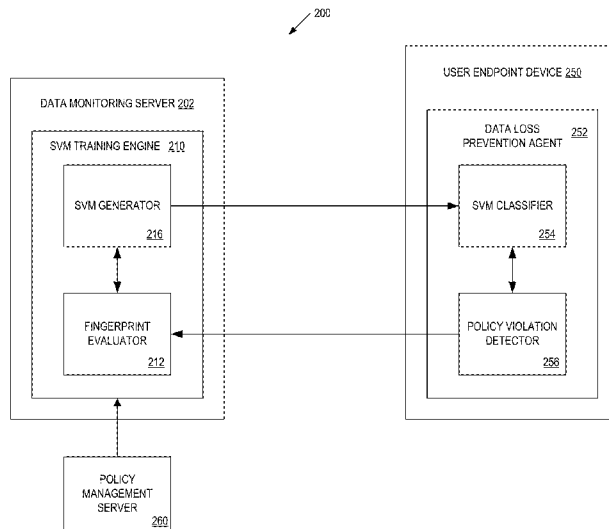 200
USER ENDPOINT DEVICE 250
DATA MONITORING SERVER 202
DATA LOSS 252
PREVENTION AGENT
SVM TRAINING ENGINE 210
SVM GENERATOR
216
SVM CLASSIFIER
254
FINGERPRINT
EVALUATOR
212
POLICY VIOLATION
DETECTOR
256
POLICY
MANAGEMENT
SERVER
260